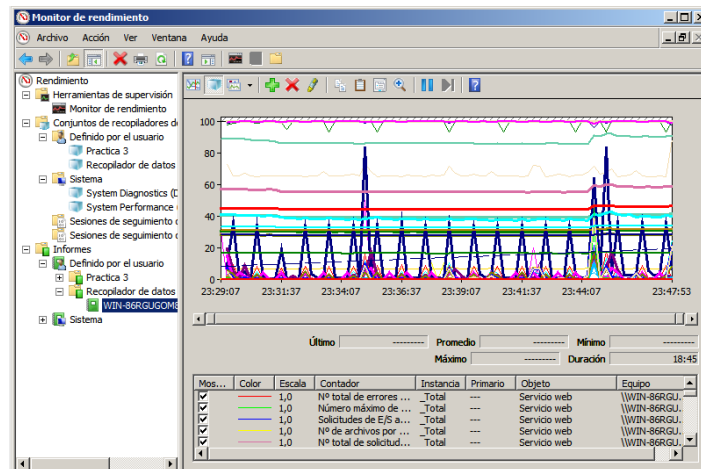 Monitor de rendimiento
Archivo Acción Ver Ventana Ayuda
Rendimiento
Herramientas de supervisión
Monitor de rendimiento
Conjuntos de recopiladores de
Definido por el usuario
Practica 3
Recopilador de datos
Sistema
System Diagnostics (D
System Performance
Sesiones de seguimiento
Sesiones de seguimiento
Informes
Definido por el usuario
Practica 3
Recopilador de datos
WIN-86RGUGOM8
Sistema
100
80
60
40
20
0
23:29:07 23:31:37 23:34:07 23:36:37 23:39:07 23:41:37 23:44:07 23:47:53
Último --------- Promedio --------- Mínimo ---------
Máximo --------- Duración 18:45
Mos... Color Escala Contador Instancia Primario Objeto Equipo
1,0 Nº total de errores ... _Total --- Servicio web \\WIN-86RGU.
1,0 Número máximo de ... _Total --- Servicio web \\WIN-86RGU.
1,0 Solicitudes de E/S a... _Total --- Servicio web \\WIN-86RGU.
1,0 Nº de archivos por ... _Total --- Servicio web \\WIN-86RGU.
1,0 Nº total de solicitud... _Total --- Servicio web \\WIN-86RGU.